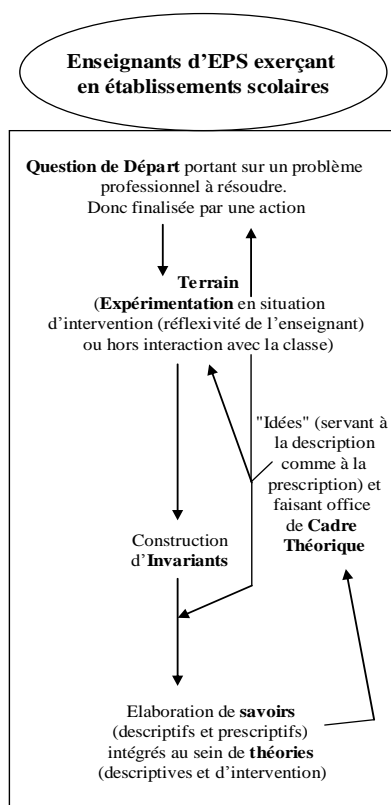 Enseignants d'EPS exerçant
en établissements scolaires
Question de Départ portant sur un problème
professionnel à résoudre.
Donc finalisée par une action
Terrain
(Expérimentation en situation
d'intervention (réflexivité de l'enseignant)
ou hors interaction avec la classe)
"Idées" (servant à
la description
comme à la
prescription) et
faisant office
de Cadre
Théorique
Construction
d'Invariants
Elaboration de savoirs
(descriptifs et prescriptifs)
intégrés au sein de théories
(descriptives et d'intervention)